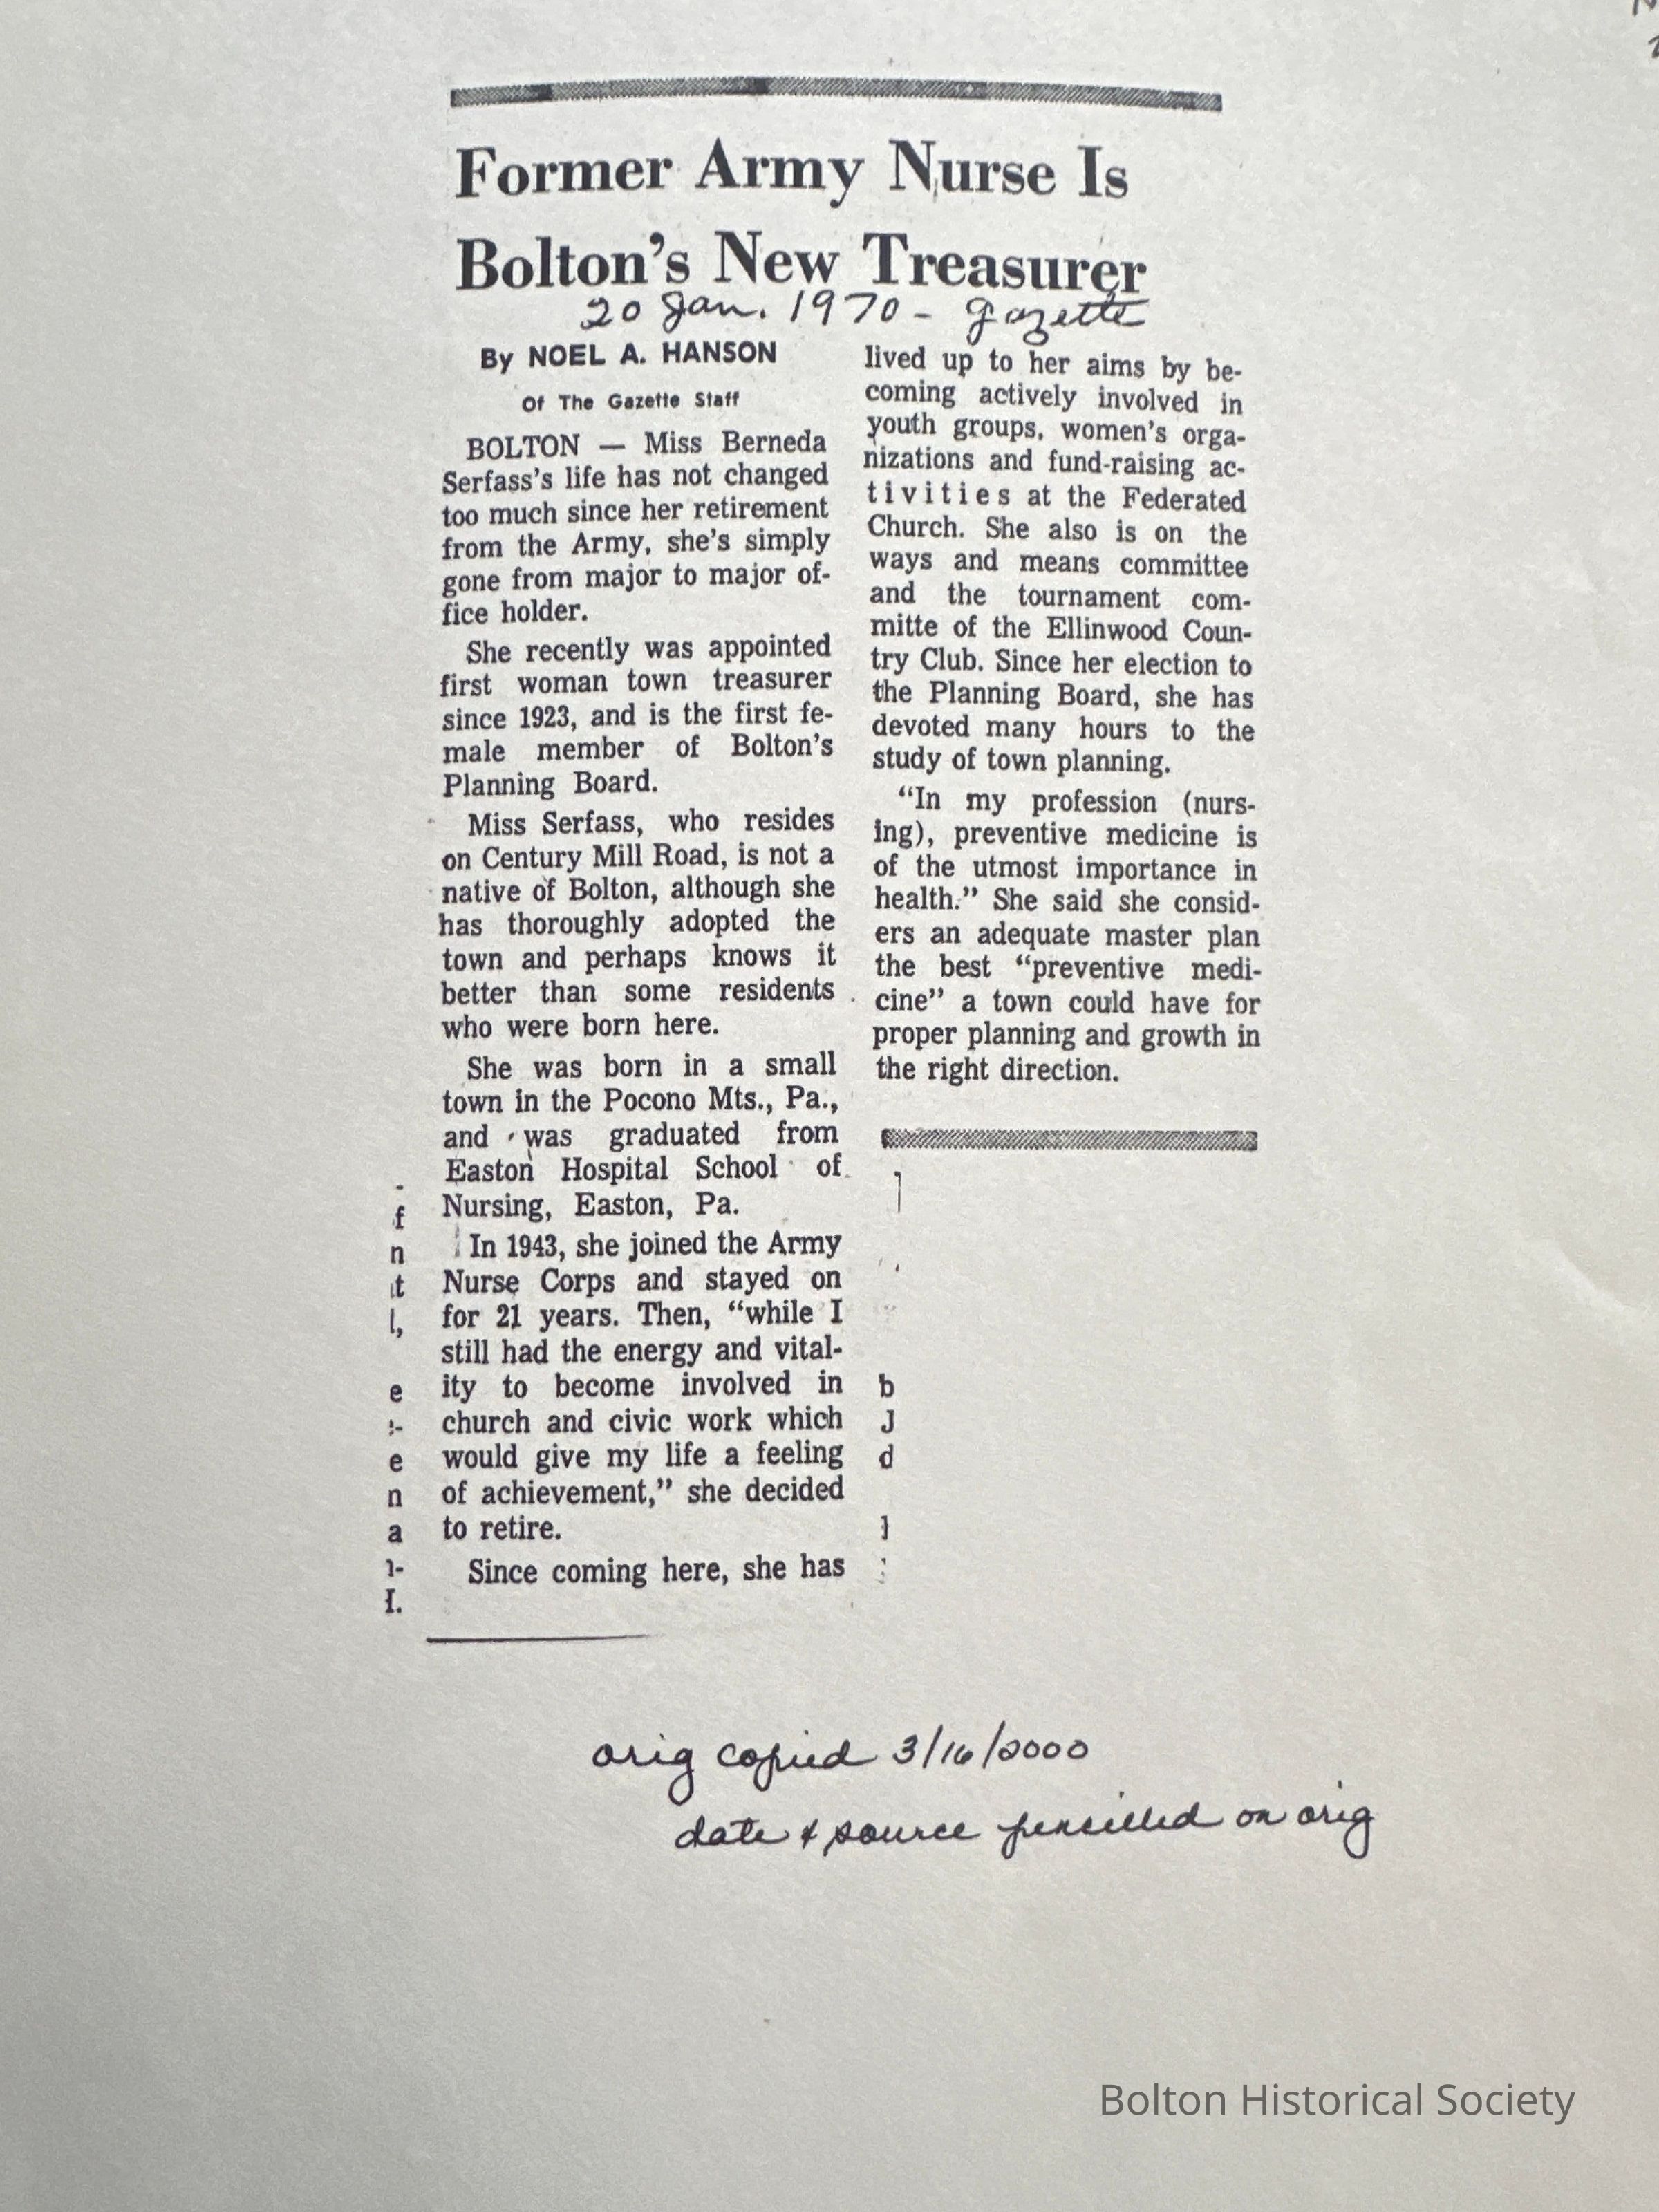 Former Army Nurse Is
Bolton's New Treasurer
20 Jan. 1970 - Gazette
By NOEL A. HANSON
Of The Gazette Staff
BOLTON — Miss Berneda
Serfass's life has not changed
too much since her retirement
from the Army, she's simply
gone from major to major of-
fice holder.
She recently was appointed
first woman town treasurer
since 1923, and is the first fe-
male member of Bolton's
Planning Board.
Miss Serfass, who resides
on Century Mill Road, is not a
native of Bolton, although she
has thoroughly adopted the
town and perhaps knows it
better than some residents
who were born here.
She was born in a small
town in the Pocono Mts., Pa.,
and was graduated from
Easton Hospital School of
Nursing, Easton, Pa.
In 1943, she joined the Army
Nurse Corps and stayed on
for 21 years. Then, "while I
still had the energy and vital-
ity to become involved in
church and civic work which
would give my life a feeling
of achievement," she decided
to retire.
Since coming here, she has
lived up to her aims by be-
coming actively involved in
youth groups, women's orga-
nizations and fund-raising ac-
tivities at the Federated
Church. She also is on the
ways and means committee
and the tournament com-
mitte of the Ellinwood Coun-
try Club. Since her election to
the Planning Board, she has
devoted many hours to the
study of town planning.
"In my profession (nurs-
ing), preventive medicine is
of the utmost importance in
health." She said she consid-
ers an adequate master plan
the best "preventive medi-
cine" a town could have for
proper planning and growth in
the right direction.
f
n
t
l,
e
e
n
a
I.
b
J
d
orig copied 3/16/2000
date & source pencilled on orig
Bolton Historical Society